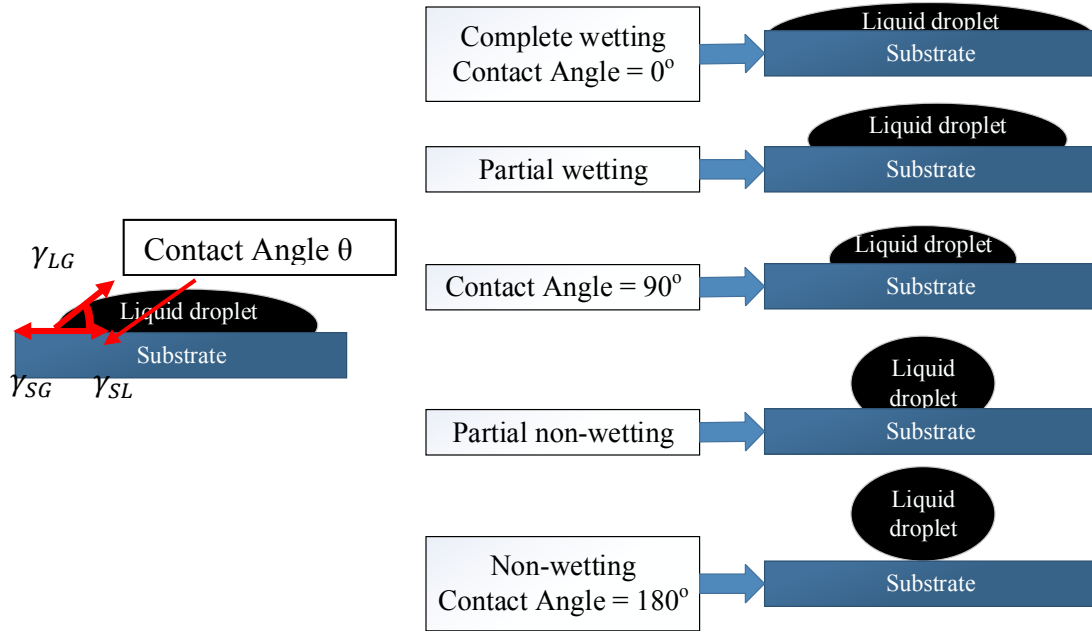 Contact Angle θ
γLG
Liquid droplet
Substrate
γSG
γSL
Complete wetting
Contact Angle = 0°
Liquid droplet
Substrate
Partial wetting
Liquid droplet
Substrate
Contact Angle = 90°
Liquid droplet
Substrate
Partial non-wetting
Liquid
droplet
Substrate
Non-wetting
Contact Angle = 180°
Liquid
droplet
Substrate